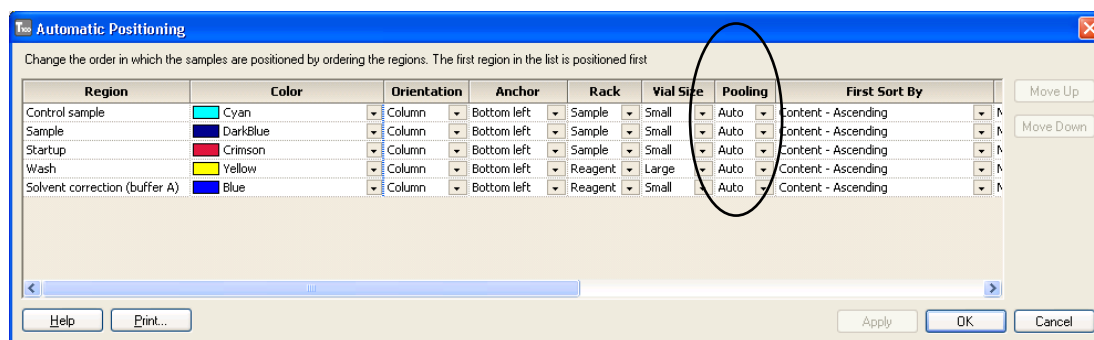 T100 Automatic Positioning
Change the order in which the samples are positioned by ordering the regions. The first region in the list is positioned first
Region Color Orientation Anchor Rack Vial Size Pooling First Sort By
Control sample Cyan Column Bottom left Sample Small Auto Content - Ascending
Sample DarkBlue Column Bottom left Sample Small Auto Content - Ascending
Startup Crimson Column Bottom left Sample Small Auto Content - Ascending
Wash Yellow Column Bottom left Reagent Large Auto Content - Ascending
Solvent correction (buffer A) Blue Column Bottom left Reagent Small Auto Content - Ascending
Move Up
Move Down
Help Print... Apply OK Cancel